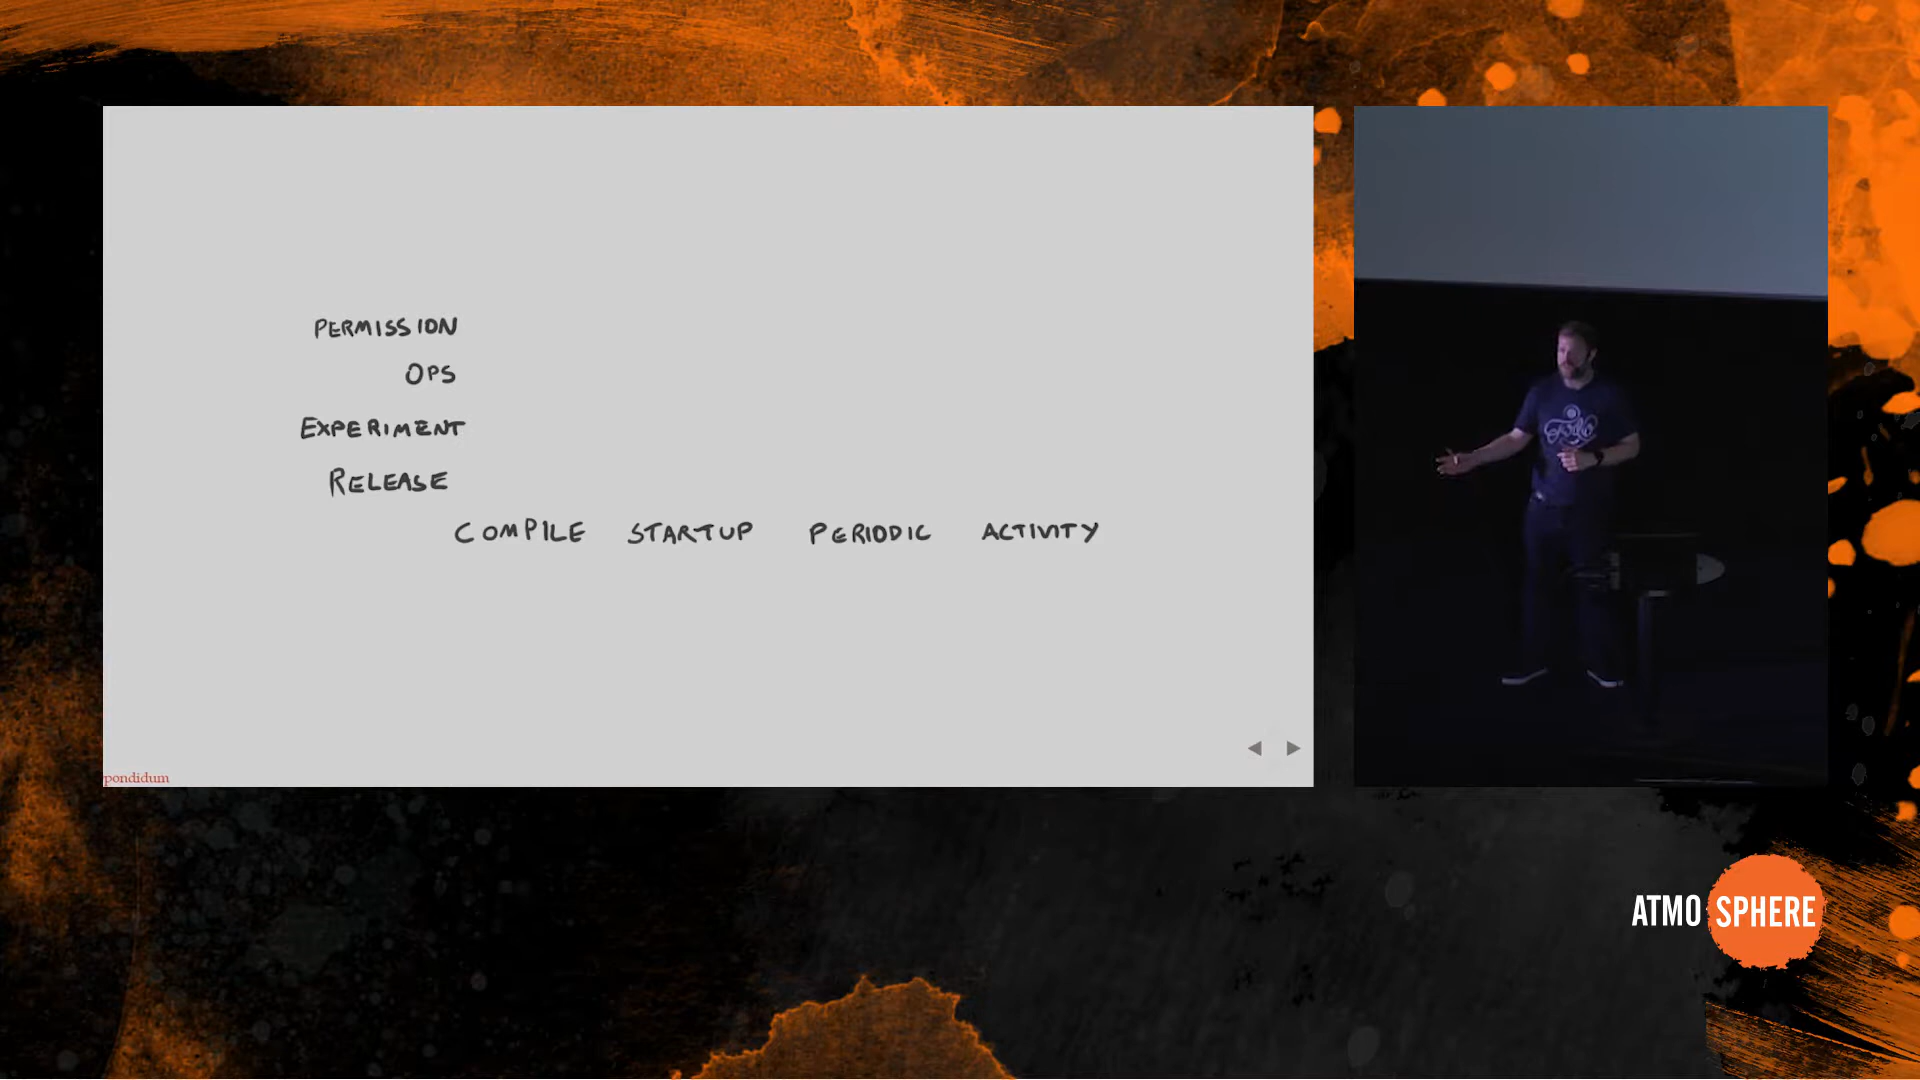 PERMISSION
OPS
EXPERIMENT
RELEASE
COMPILE STARTUP PERIODIC ACTIVITY
pondidum
ATMO SPHERE